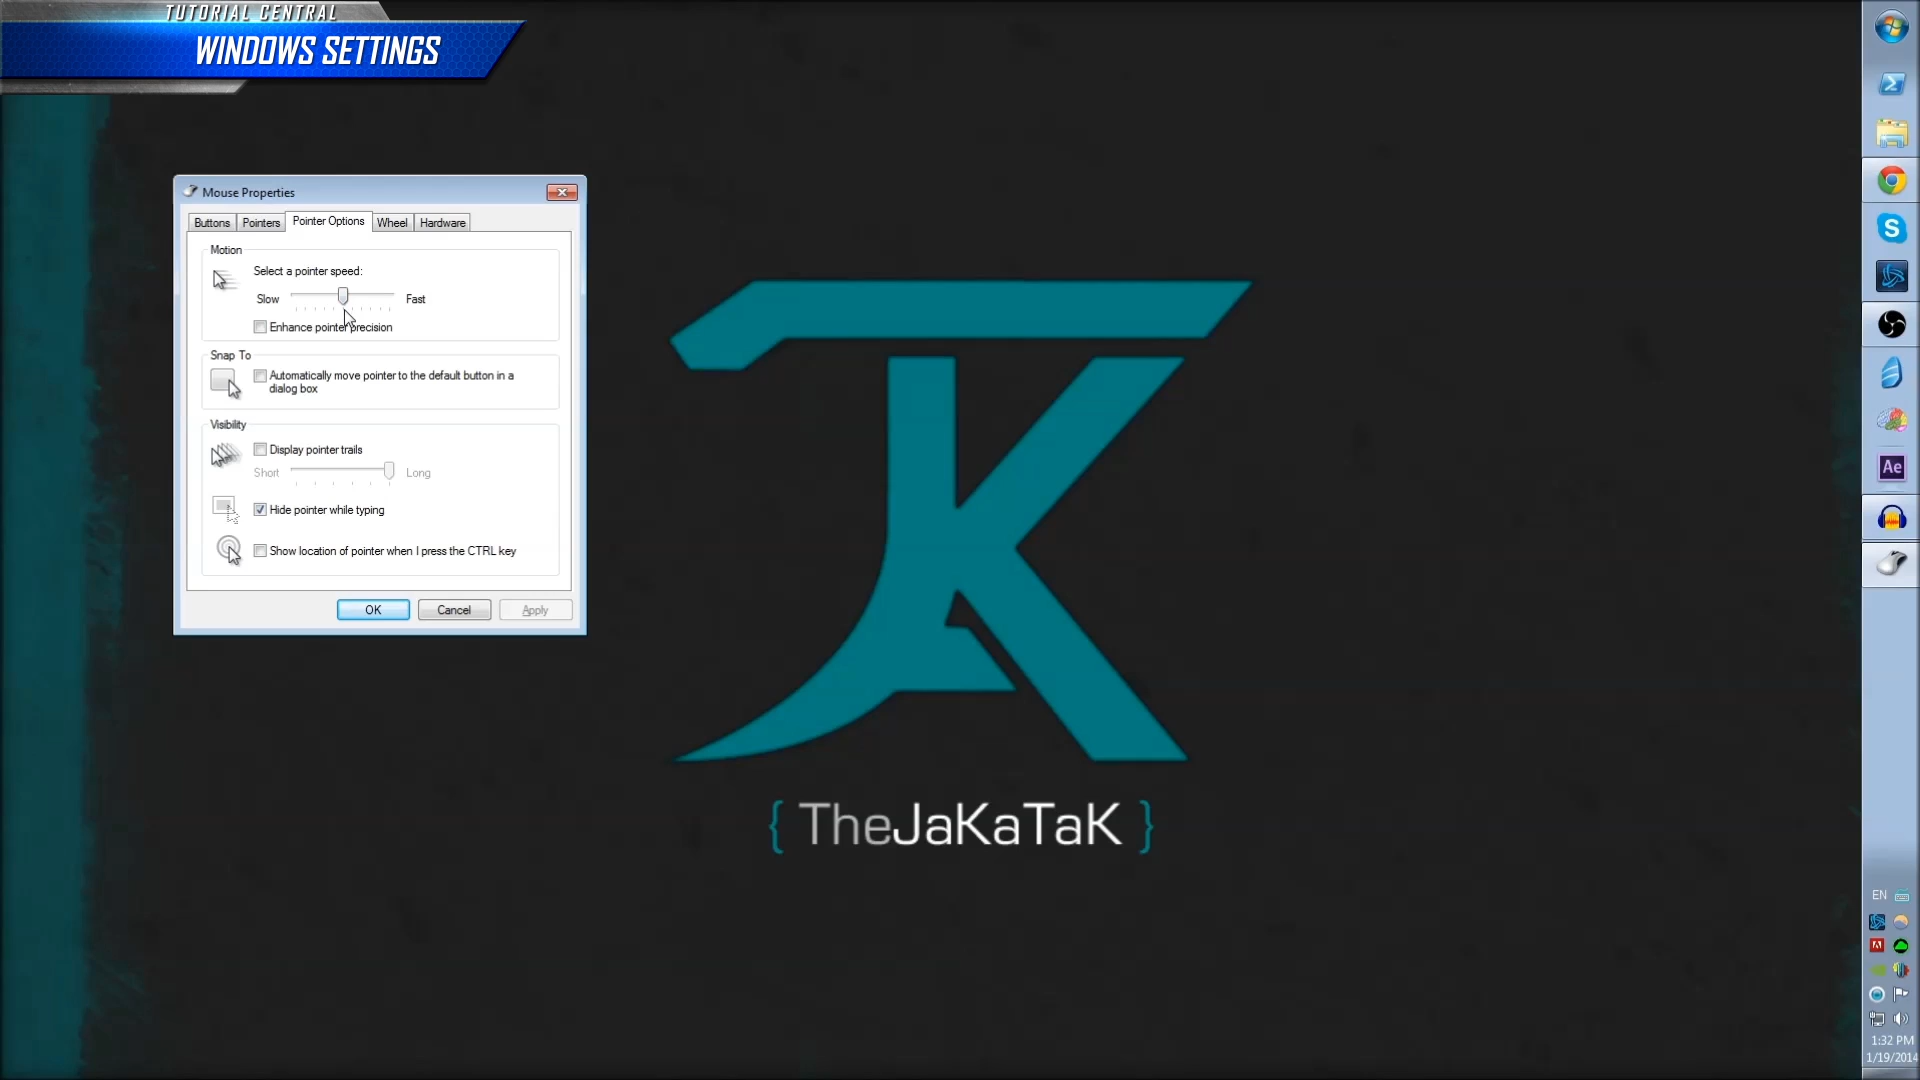 TUTORIAL CENTRAL
WINDOWS SETTINGS
Mouse Properties
Buttons Pointers Pointer Options Wheel Hardware
Motion
Select a pointer speed:
Slow Fast
Enhance pointer precision
Snap To
Automatically move pointer to the default button in a
dialog box
Visibility
Display pointer trails
Short Long
Hide pointer while typing
Show location of pointer when I press the CTRL key
OK Cancel Apply
{ TheJaKaTaK }
Ae
EN
1:32 PM
1/19/2014